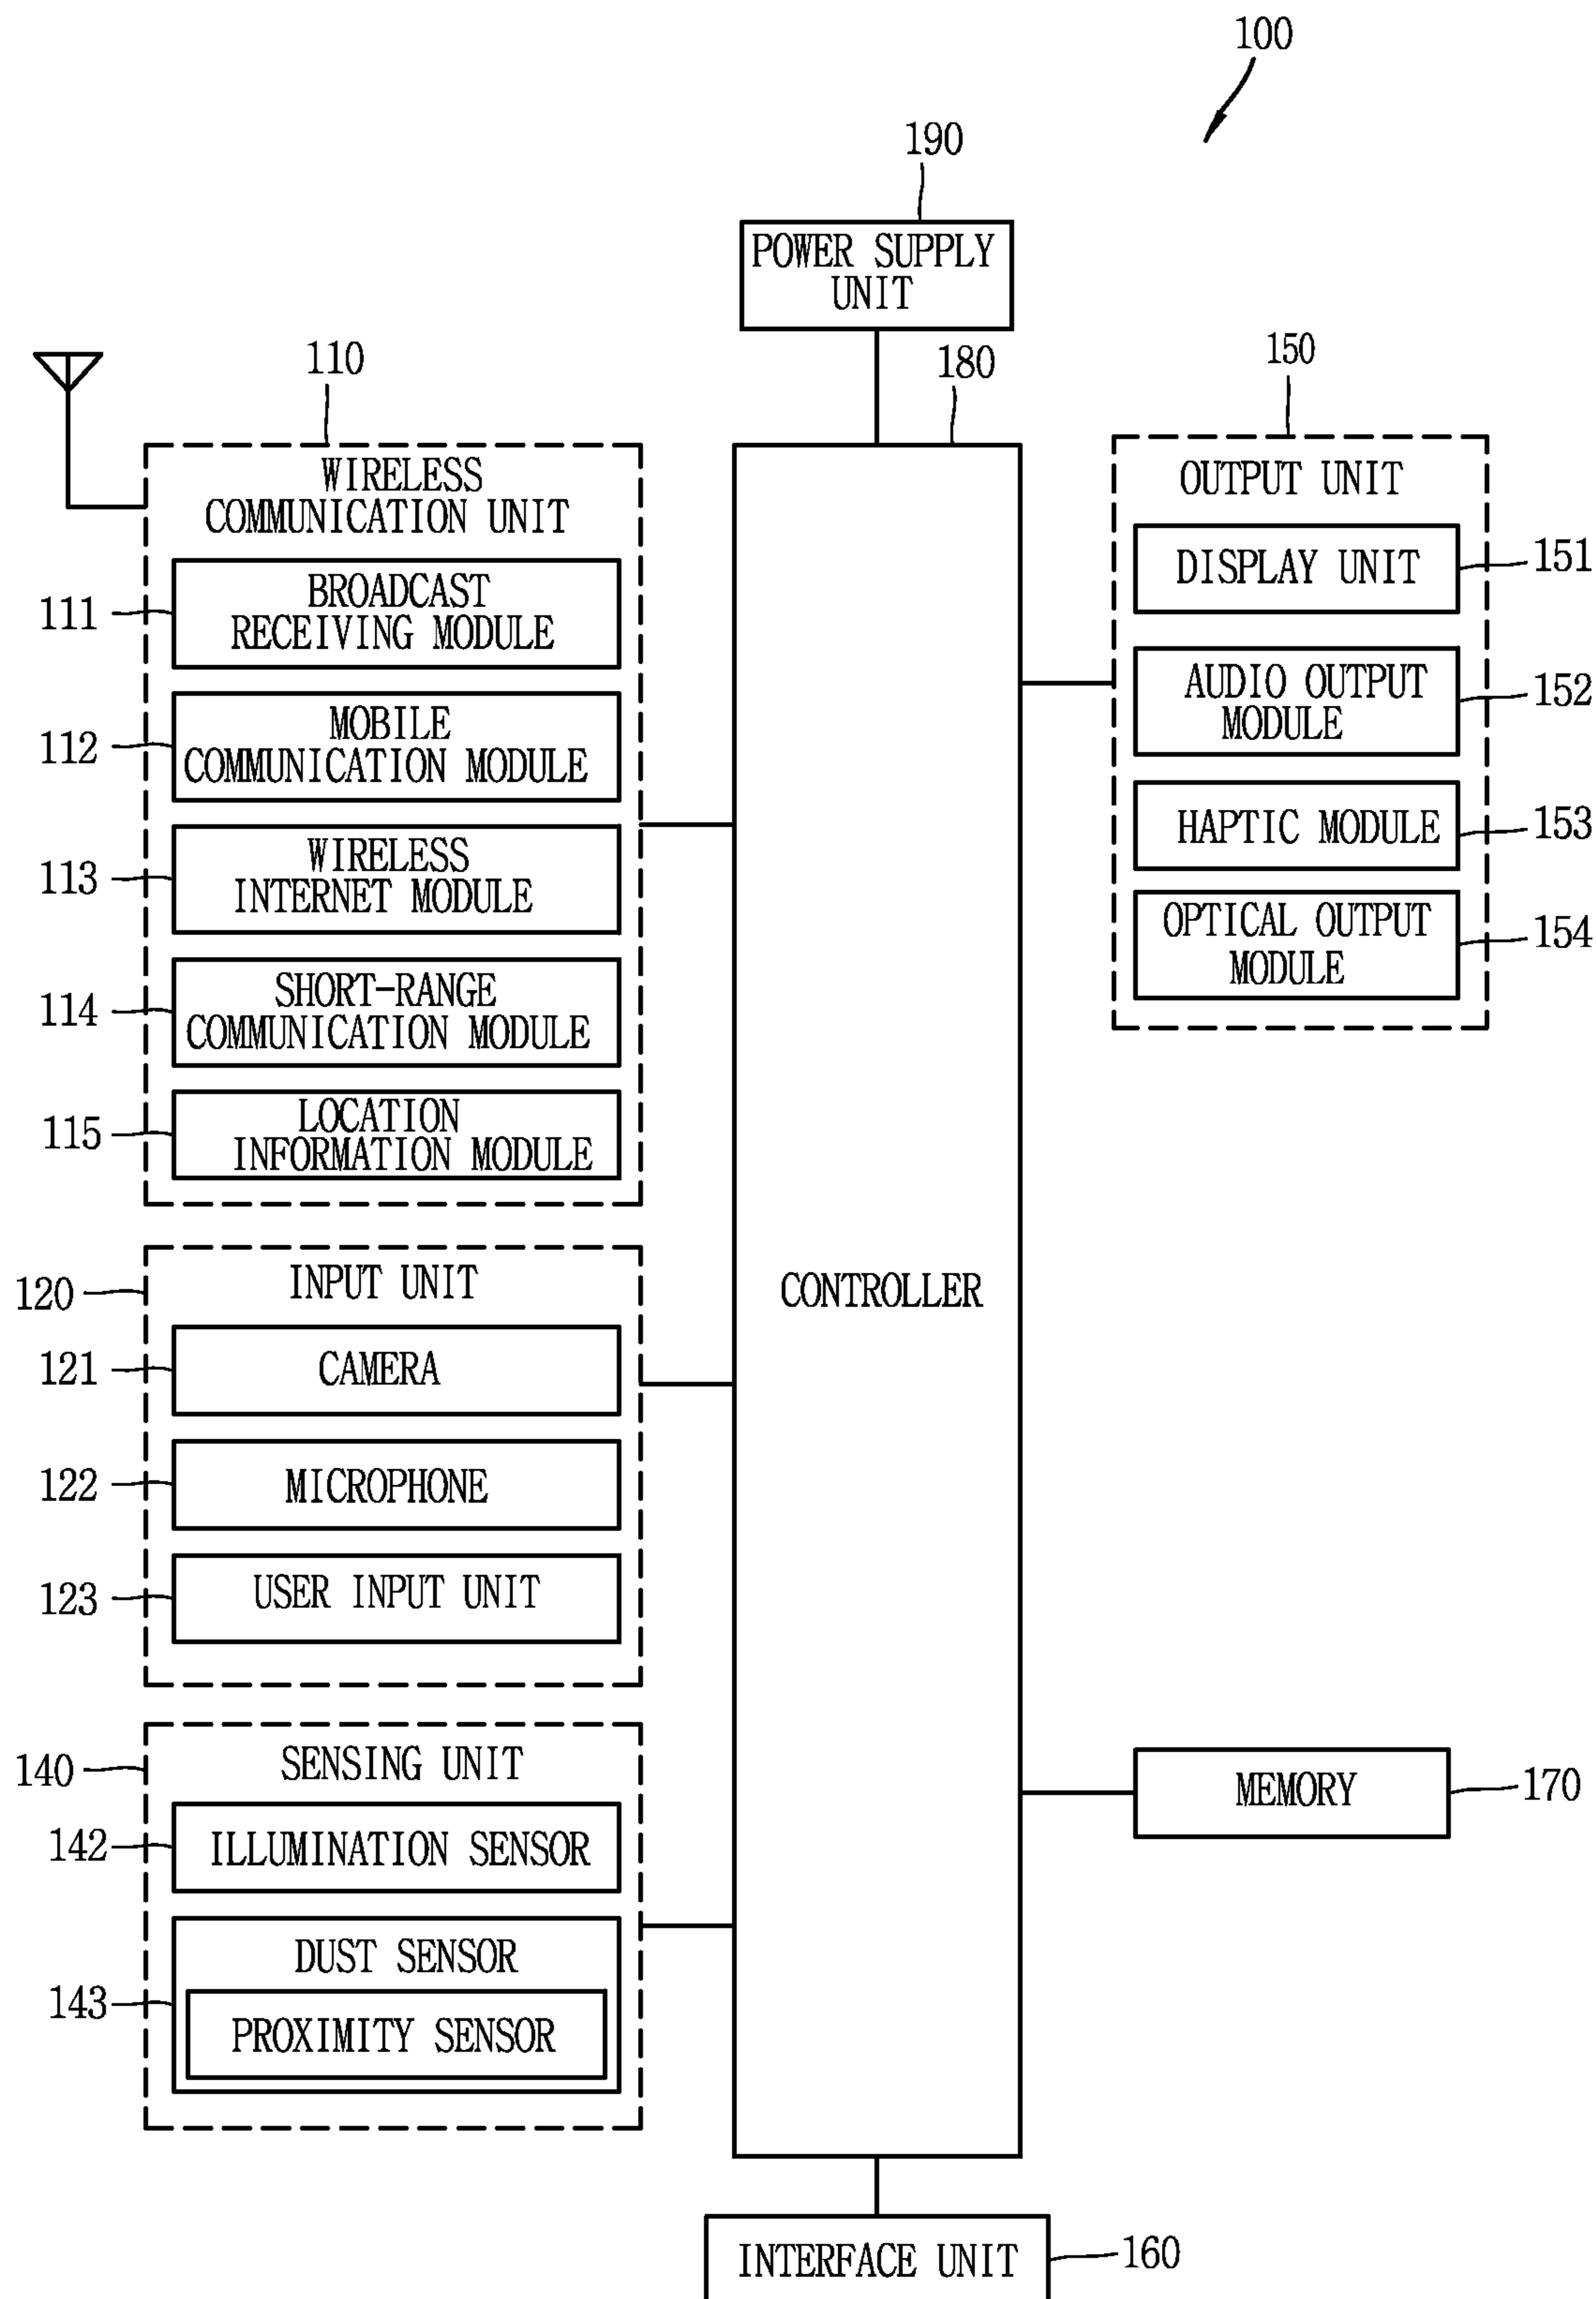 100
190
POWER SUPPLY
UNIT
110
180
150
WIRELESS
COMMUNICATION UNIT
111
BROADCAST
RECEIVING MODULE
112
MOBILE
COMMUNICATION MODULE
113
WIRELESS
INTERNET MODULE
114
SHORT-RANGE
COMMUNICATION MODULE
115
LOCATION
INFORMATION MODULE
120
INPUT UNIT
121
CAMERA
122
MICROPHONE
123
USER INPUT UNIT
140
SENSING UNIT
142
ILLUMINATION SENSOR
DUST SENSOR
143
PROXIMITY SENSOR
CONTROLLER
OUTPUT UNIT
DISPLAY UNIT
151
AUDIO OUTPUT
MODULE
152
HAPTIC MODULE
153
OPTICAL OUTPUT
MODULE
154
MEMORY
170
INTERFACE UNIT
160